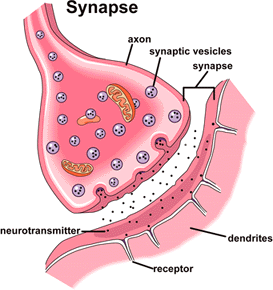 Synapse
axon
synaptic vesicles
synapse
neurotransmitter
dendrites
receptor